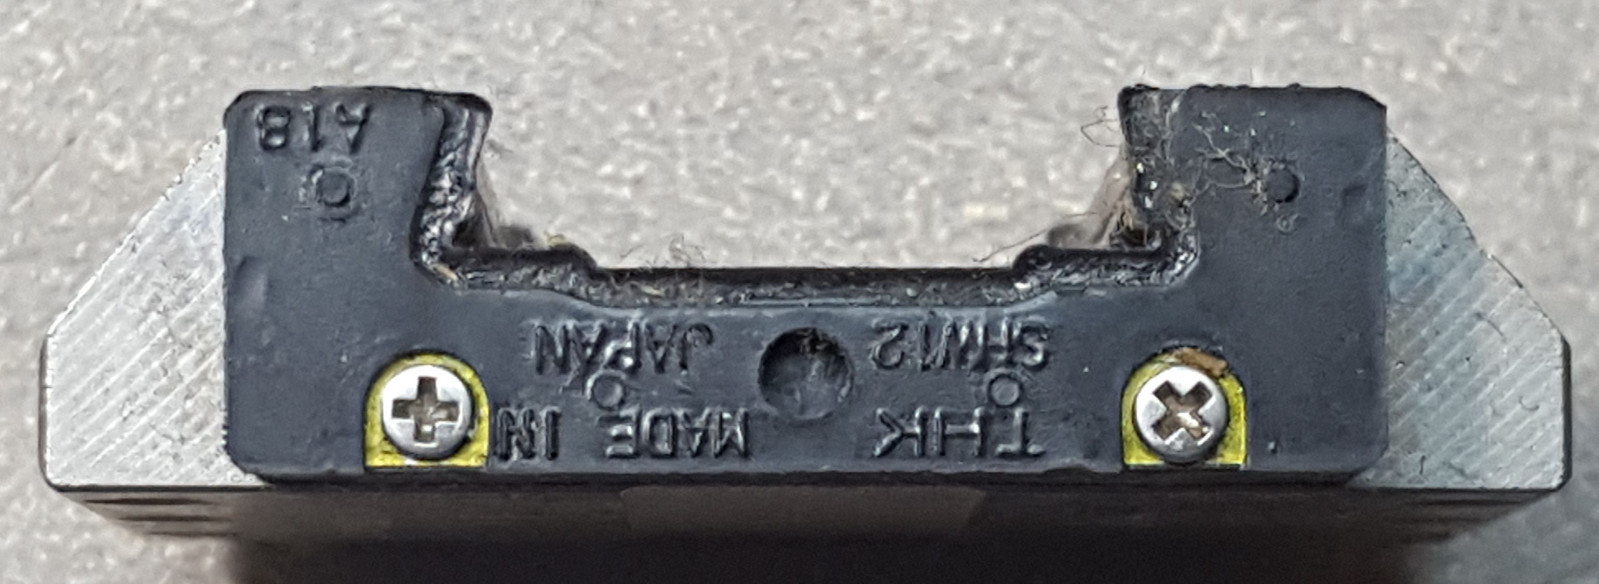 THK MADE IN
SHW12 JAPAN
A18